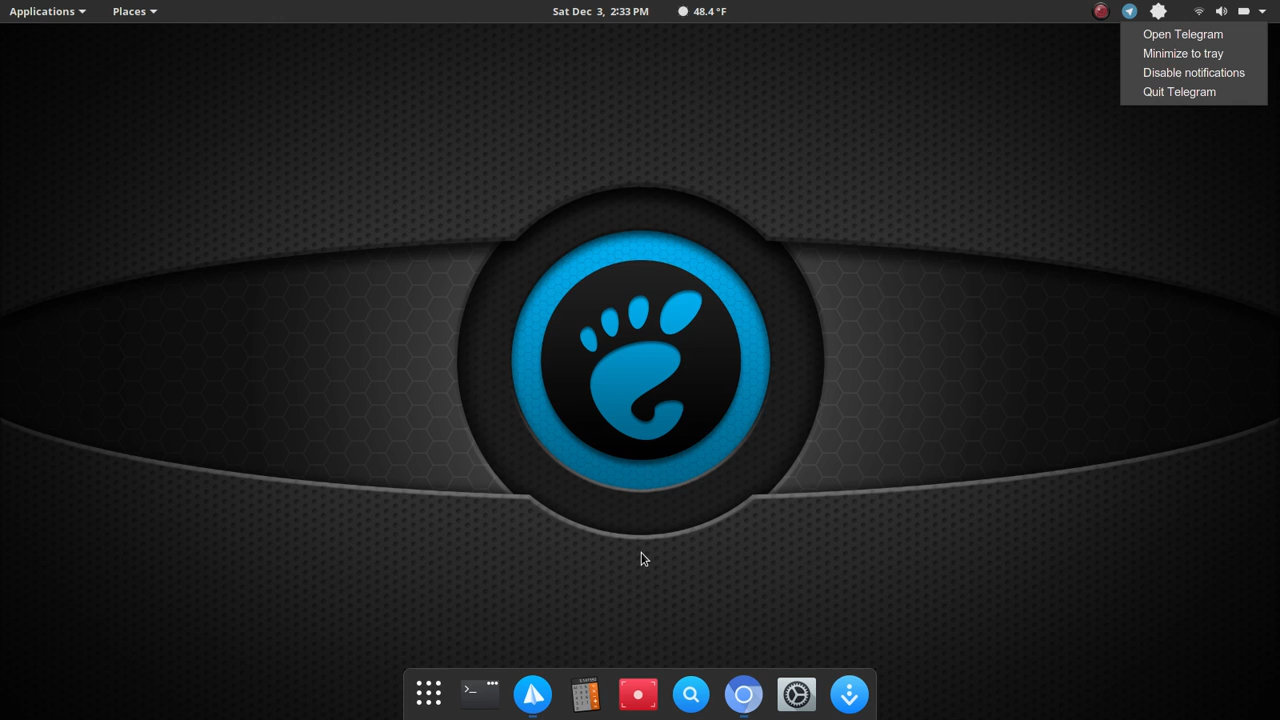 Applications Places Sat Dec 3, 2:33 PM 48.4 °F
Open Telegram
Minimize to tray
Disable notifications
Quit Telegram
>_